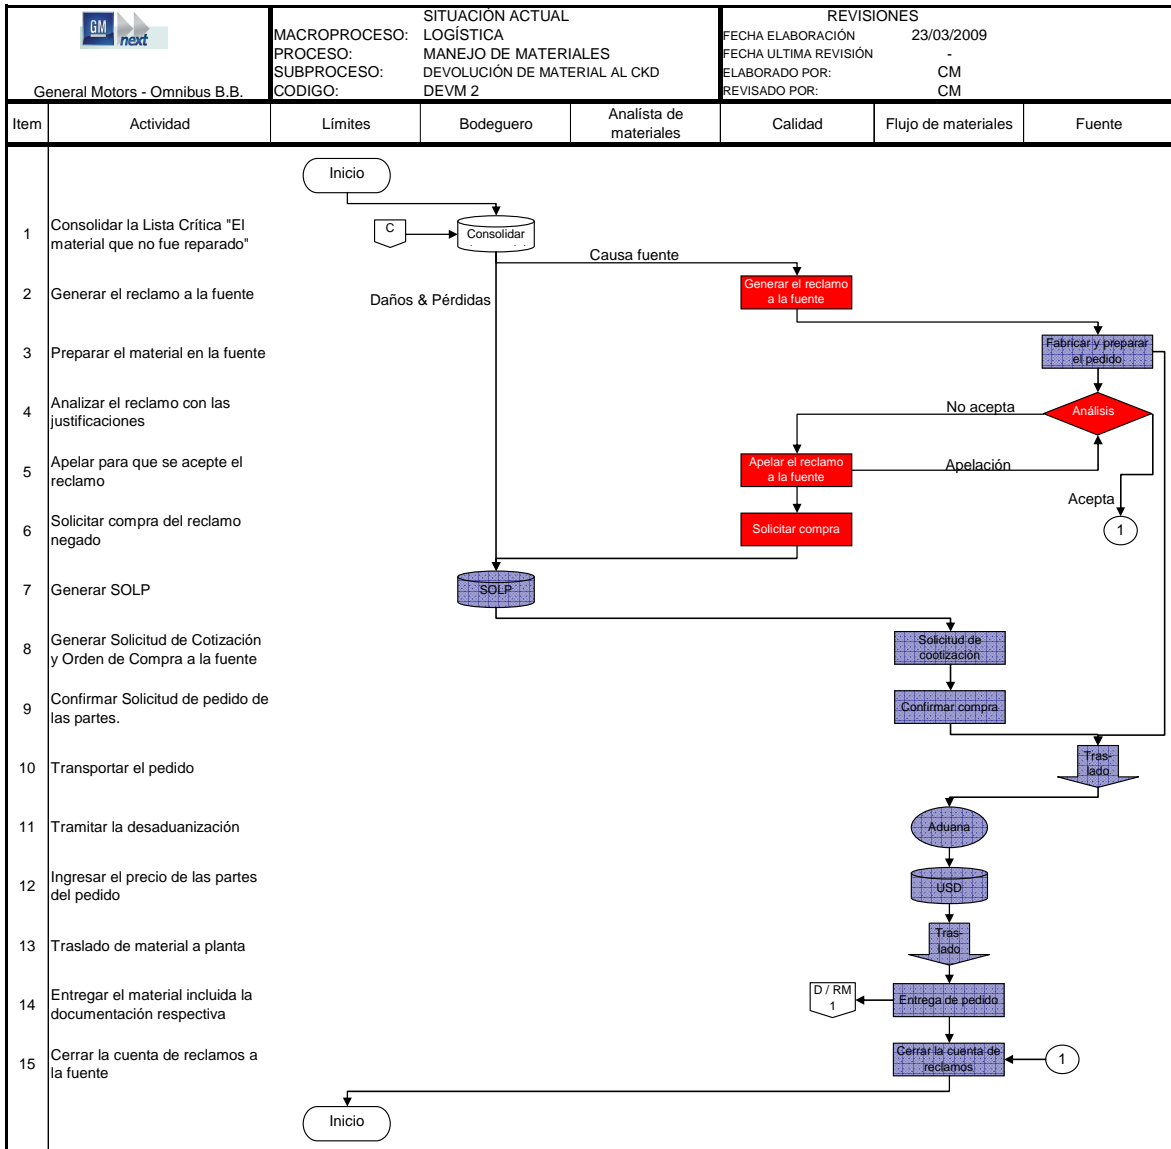 GM
next
General Motors - Omnibus B.B.
SITUACIÓN ACTUAL
MACROPROCESO: LOGÍSTICA
PROCESO: MANEJO DE MATERIALES
SUBPROCESO: DEVOLUCIÓN DE MATERIAL AL CKD
CODIGO: DEVM 2
REVISIONES
FECHA ELABORACIÓN 23/03/2009
FECHA ULTIMA REVISIÓN -
ELABORADO POR: CM
REVISADO POR: CM
Item Actividad Límites Bodeguero Analísta de materiales Calidad Flujo de materiales Fuente
Inicio
1 Consolidar la Lista Crítica "El
material que no fue reparado"
C
Consolidar
Causa fuente
2 Generar el reclamo a la fuente
Daños & Pérdidas
Generar el reclamo
a la fuente
3 Preparar el material en la fuente
Fabricar y preparar
el pedido
4 Analizar el reclamo con las
justificaciones
No acepta
Análisis
5 Apelar para que se acepte el
reclamo
Apelar el reclamo
a la fuente
Apelación
Acepta
6 Solicitar compra del reclamo
negado
Solicitar compra
1
7 Generar SOLP
SOLP
8 Generar Solicitud de Cotización
y Orden de Compra a la fuente
Solicitud de
cootización
9 Confirmar Solicitud de pedido de
las partes.
Confirmar compra
10 Transportar el pedido
Tras-
lado
11 Tramitar la desaduanización
Aduana
12 Ingresar el precio de las partes
del pedido
USD
13 Traslado de material a planta
Tras-
lado
14 Entregar el material incluida la
documentación respectiva
D / RM
1
Entrega de pedido
15 Cerrar la cuenta de reclamos a
la fuente
Cerrar la cuenta de
reclamos
1
Inicio